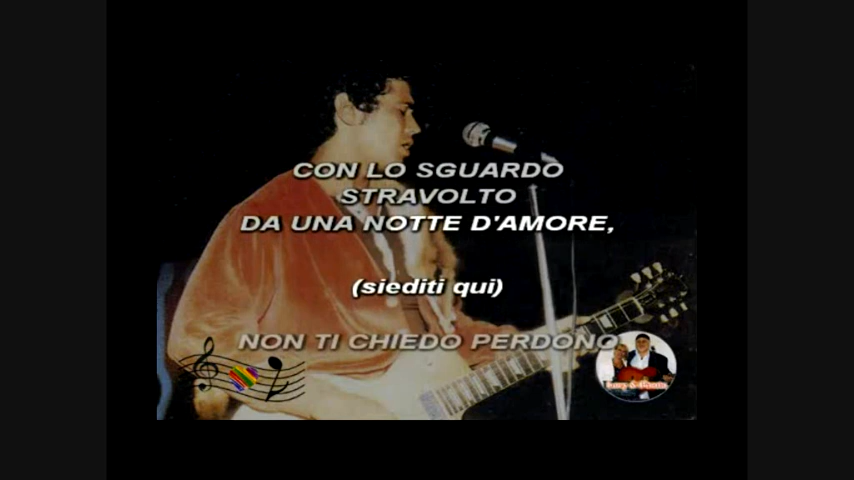 CON LO SGUARDO
STRAVOLTO
DA UNA NOTTE D'AMORE,
(siediti qui)
NON TI CHIEDO PERDONO